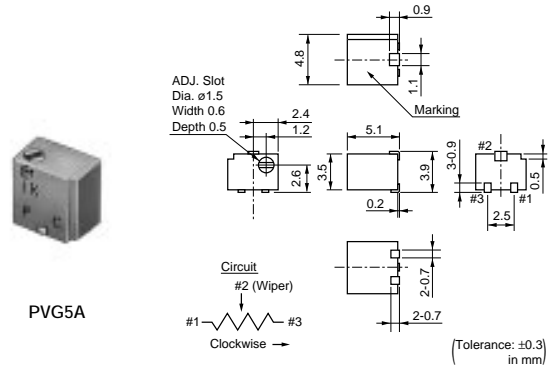 0.9
4.8
1.1
Marking
ADJ. Slot
Dia. ø1.5
Width 0.6
Depth 0.5
2.4
1.2
2.6
5.1
3.5
3.9
0.2
#2
3-0.9
0.5
#3
#1
2.5
2-0.7
2-0.7
PVG5A
Circuit
#2 (Wiper)
#1
#3
Clockwise
(Tolerance: ±0.3
in mm)